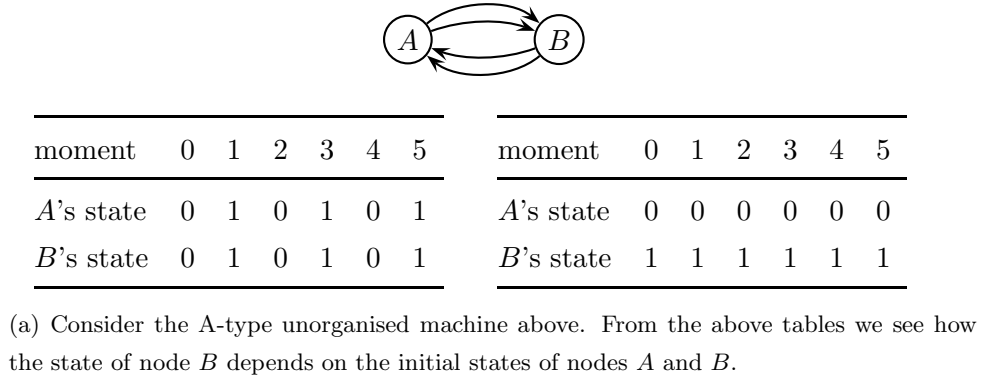 A B
moment 0 1 2 3 4 5
A's state 0 1 0 1 0 1
B's state 0 1 0 1 0 1
moment 0 1 2 3 4 5
A's state 0 0 0 0 0 0
B's state 1 1 1 1 1 1
(a) Consider the A-type unorganised machine above. From the above tables we see how
the state of node B depends on the initial states of nodes A and B.